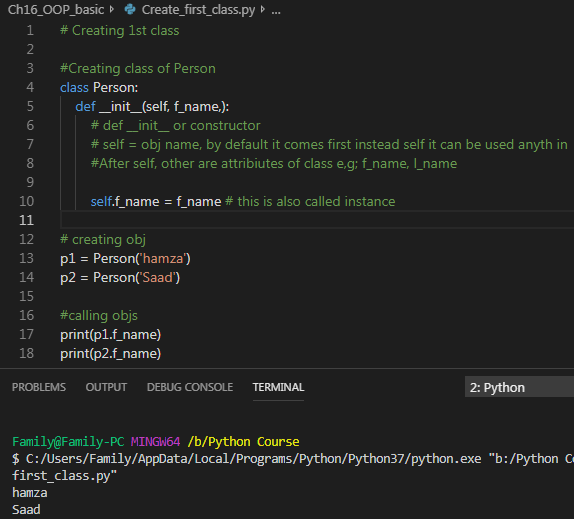 Ch16_OOP_basic > Create_first_class.py > ...
1 # Creating 1st class
2
3 #Creating class of Person
4 class Person:
5 def __init__(self, f_name,):
6 # def __init__ or constructor
7 # self = obj name, by default it comes first instead self it can be used anyth in
8 #After self, other are attribiutes of class e,g; f_name, l_name
9
10 self.f_name = f_name # this is also called instance
11
12 # creating obj
13 p1 = Person('hamza')
14 p2 = Person('Saad')
15
16 #calling objs
17 print(p1.f_name)
18 print(p2.f_name)
PROBLEMS OUTPUT DEBUG CONSOLE TERMINAL 2: Python
Family@Family-PC MINGW64 /b/Python Course
$ C:/Users/Family/AppData/Local/Programs/Python/Python37/python.exe "b:/Python Co
first_class.py"
hamza
Saad